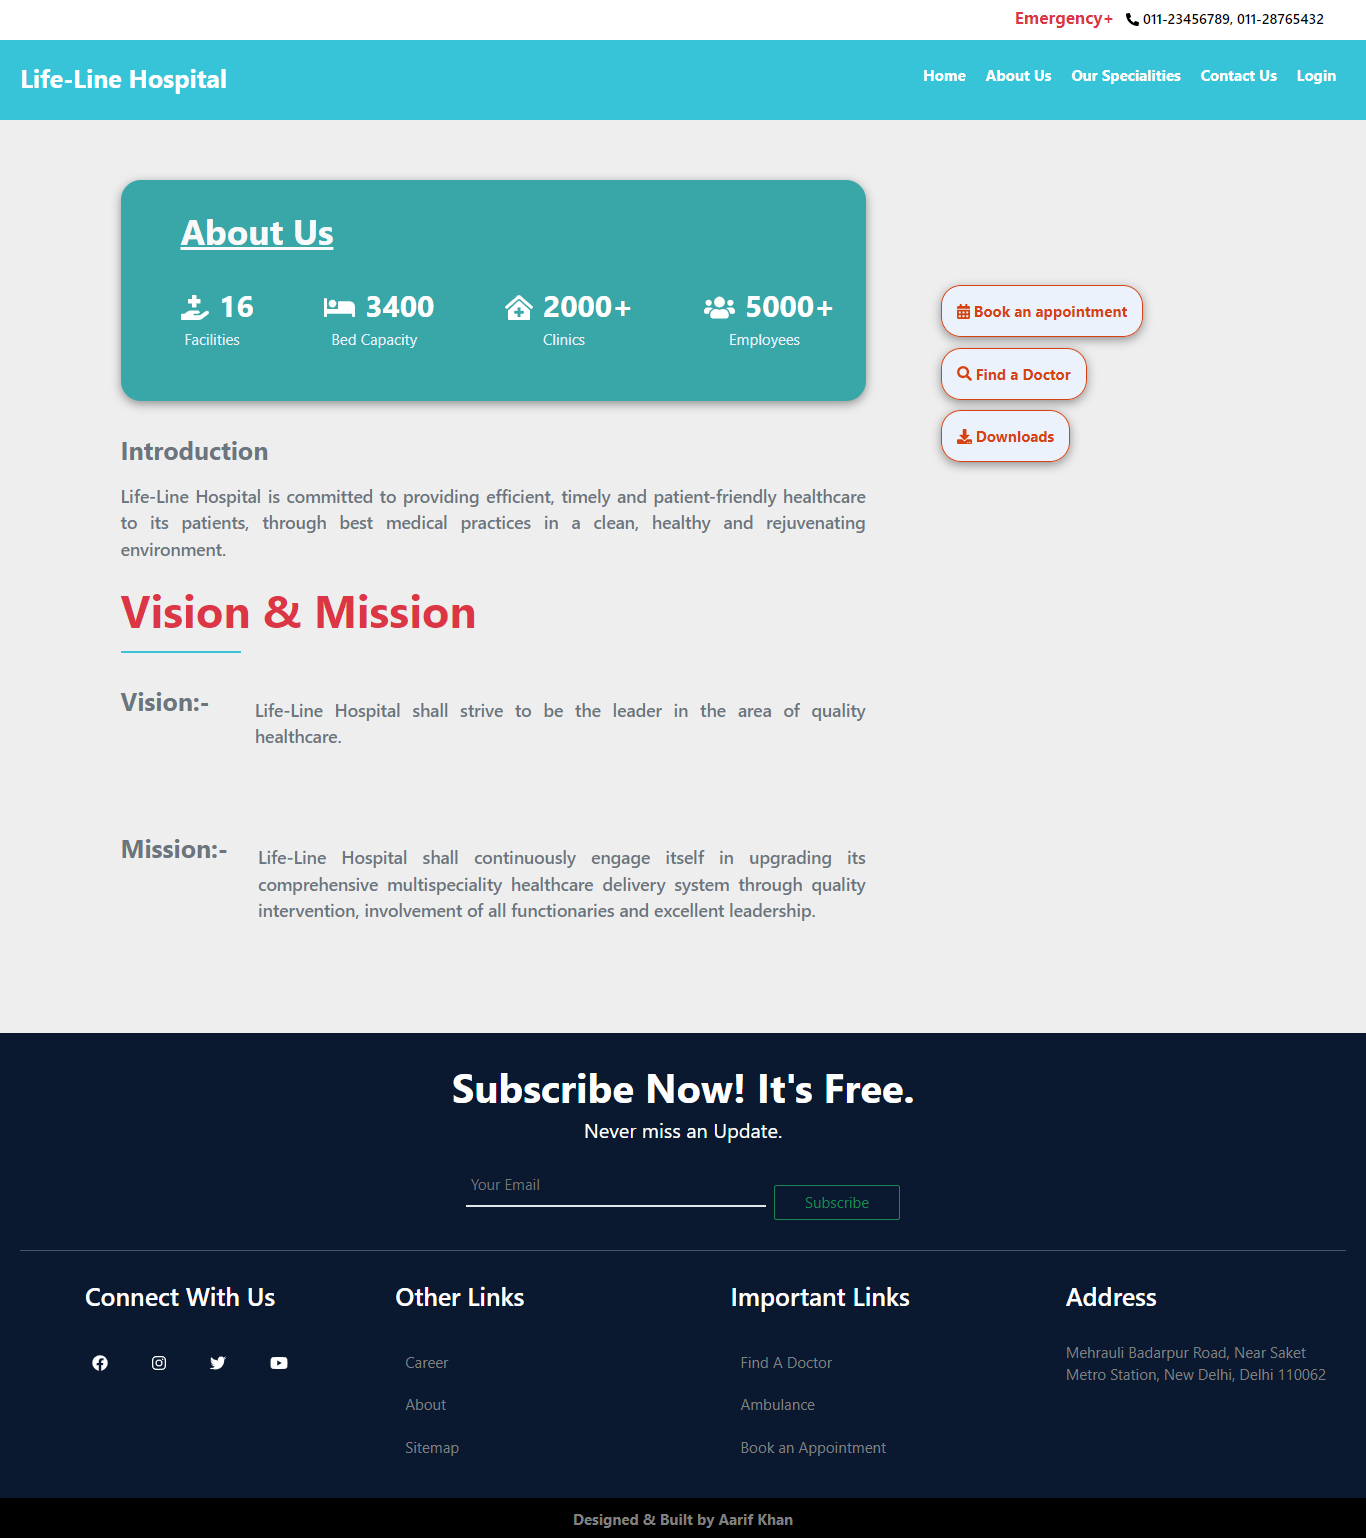 Emergency+ 011-23456789, 011-28765432
Life-Line Hospital
Home About Us Our Specialities Contact Us Login
About Us
16 3400 2000+ 5000+
Facilities Bed Capacity Clinics Employees
Book an appointment
Find a Doctor
Downloads
Introduction
Life-Line Hospital is committed to providing efficient, timely and patient-friendly healthcare
to its patients, through best medical practices in a clean, healthy and rejuvenating
environment.
Vision & Mission
Vision:-
Life-Line Hospital shall strive to be the leader in the area of quality
healthcare.
Mission:-
Life-Line Hospital shall continuously engage itself in upgrading its
comprehensive multispeciality healthcare delivery system through quality
intervention, involvement of all functionaries and excellent leadership.
Subscribe Now! It's Free.
Never miss an Update.
Your Email
Subscribe
Connect With Us
Other Links
Career
About
Sitemap
Important Links
Find A Doctor
Ambulance
Book an Appointment
Address
Mehrauli Badarpur Road, Near Saket
Metro Station, New Delhi, Delhi 110062
Designed & Built by Aarif Khan